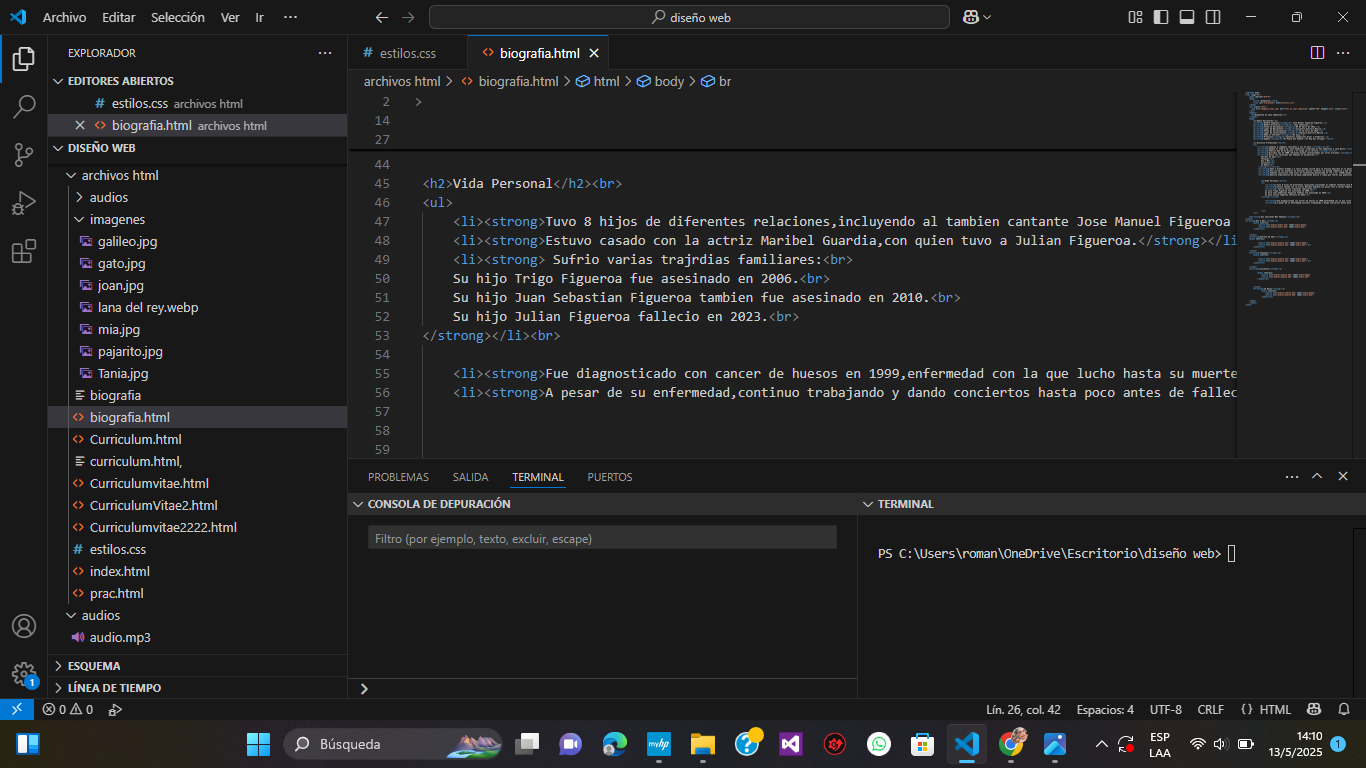 Archivo Editar Selección Ver Ir ···
diseño web
EXPLORADOR
EDITORES ABIERTOS
# estilos.css archivos html
<> biografia.html archivos html
DISEÑO WEB
archivos html
audios
imagenes
galileo.jpg
gato.jpg
joan.jpg
lana del rey.webp
mia.jpg
pajarito.jpg
Tania.jpg
biografia
<> biografia.html
<> Curriculum.html
curriculum.html,
<> Curriculumvitae.html
<> CurriculumVitae2.html
<> Curriculumvitae2222.html
# estilos.css
<> index.html
<> prac.html
audios
audio.mp3
ESQUEMA
LÍNEA DE TIEMPO
# estilos.css
<> biografia.html
archivos html > <> biografia.html > html > body > br
2 >
14
27
44
45 <h2>Vida Personal</h2><br>
46 <ul>
47 <li><strong>Tuvo 8 hijos de diferentes relaciones,incluyendo al tambien cantante Jose Manuel Figueroa
48 <li><strong>Estuvo casado con la actriz Maribel Guardia,con quien tuvo a Julian Figueroa.</strong></li
49 <li><strong> Sufrio varias trajrdias familiares:<br>
50 Su hijo Trigo Figueroa fue asesinado en 2006.<br>
51 Su hijo Juan Sebastian Figueroa tambien fue asesinado en 2010.<br>
52 Su hijo Julian Figueroa fallecio en 2023.<br>
53 </strong></li><br>
54
55 <li><strong>Fue diagnosticado con cancer de huesos en 1999,enfermedad con la que lucho hasta su muerte
56 <li><strong>A pesar de su enfermedad,continuo trabajando y dando conciertos hasta poco antes de fallec
57
58
59
PROBLEMAS SALIDA TERMINAL PUERTOS
CONSOLA DE DEPURACIÓN
Filtro (por ejemplo, texto, excluir, escape)
TERMINAL
PS C:\Users\roman\OneDrive\Escritorio\diseño web>
1
0 0
Lín. 26, col. 42 Espacios: 4 UTF-8 CRLF {} HTML
Búsqueda
myhp
ESP
LAA
14:10
13/5/2025
1